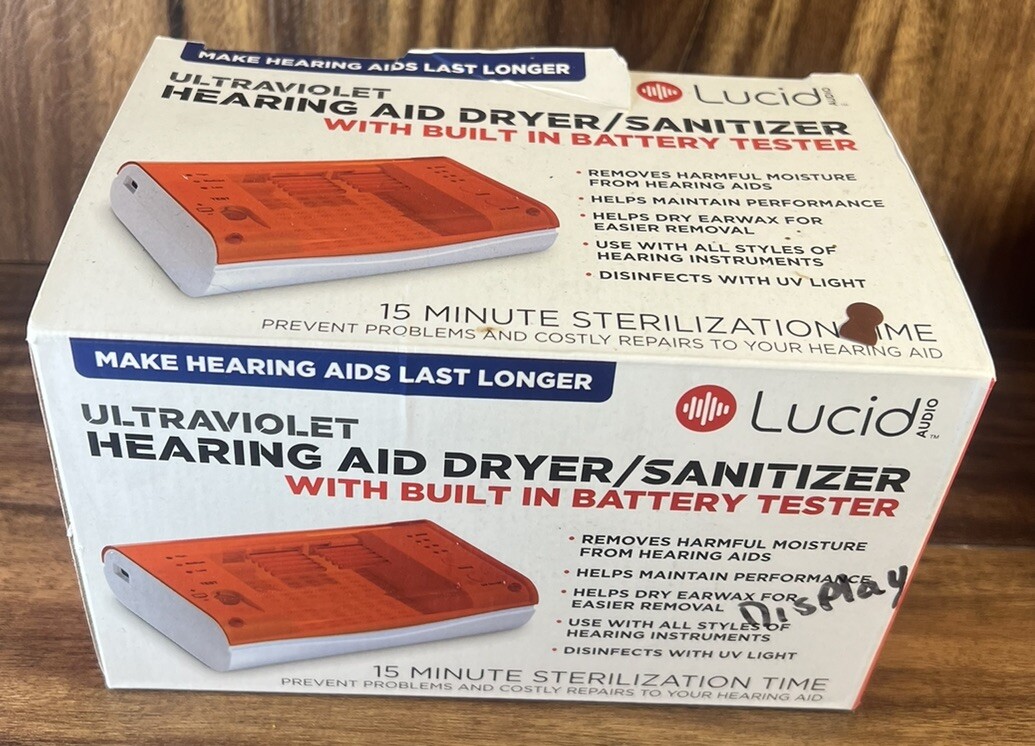 MAKE HEARING AIDS LAST LONGER
ULTRAVIOLET
HEARING AID DRYER/SANITIZER
WITH BUILT IN BATTERY TESTER
Lucid AUDIO
• REMOVES HARMFUL MOISTURE
FROM HEARING AIDS
• HELPS MAINTAIN PERFORMANCE
• HELPS DRY EARWAX FOR
EASIER REMOVAL
• USE WITH ALL STYLES OF
HEARING INSTRUMENTS
• DISINFECTS WITH UV LIGHT
TEST
15 MINUTE STERILIZATION IME
PREVENT PROBLEMS AND COSTLY REPAIRS TO YOUR HEARING AID
MAKE HEARING AIDS LAST LONGER
ULTRAVIOLET
HEARING AID DRYER/SANITIZER
WITH BUILT IN BATTERY TESTER
Lucid AUDIO™
• REMOVES HARMFUL MOISTURE
FROM HEARING AIDS
• HELPS MAINTAIN PERFORMANCE
• HELPS DRY EARWAX FOR
EASIER REMOVAL
• USE WITH ALL STYLES OF
HEARING INSTRUMENTS
• DISINFECTS WITH UV LIGHT
Display
TEST
15 MINUTE STERILIZATION TIME
PREVENT PROBLEMS AND COSTLY REPAIRS TO YOUR HEARING AID